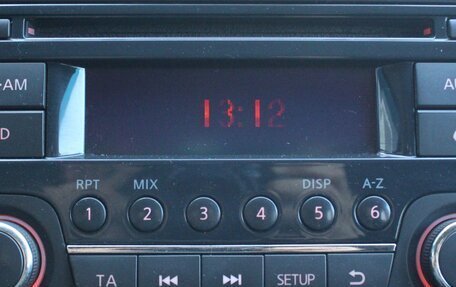 AM
13:12
RPT MIX DISP A-Z
1 2 3 4 5 6
TA SETUP